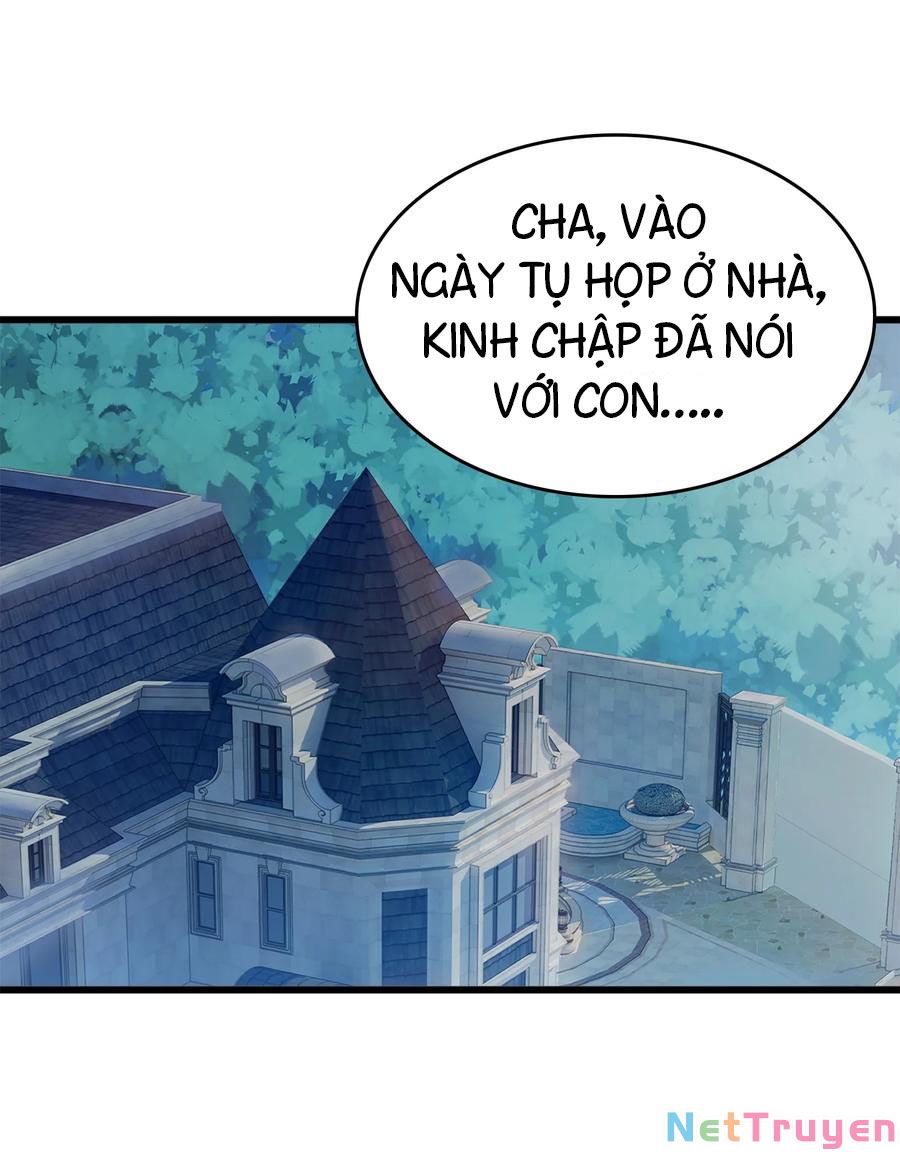 CHA, VÀO
NGÀY TỤ HỌP Ở NHÀ,
KINH CHẬP ĐÃ NÓI
VỚI CON.....
NetTruyen